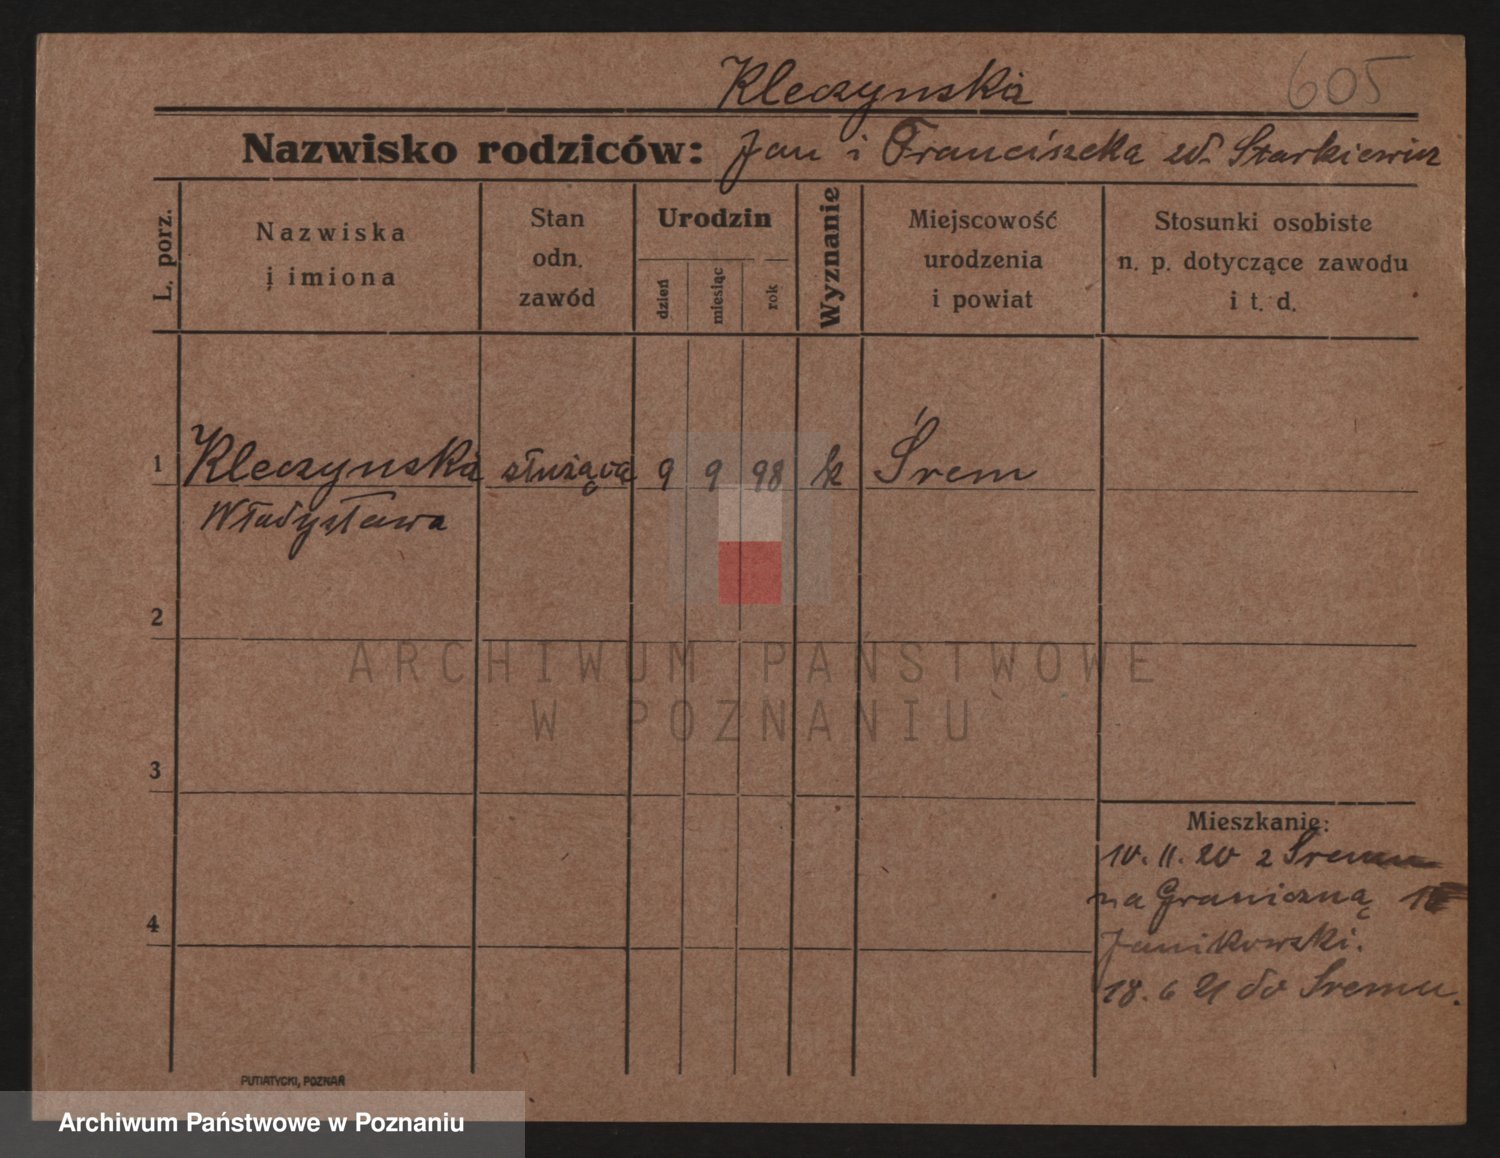 Kleczynska 605
Nazwisko rodziców: Jan i Franciszka zd. Starkiewicz
L. porz.
Nazwiska
i imiona
Stan
odn.
zawód
Urodzin
dzień
miesiąc
rok
Wyznanie
Miejscowość
urodzenia
i powiat
Stosunki osobiste
n. p. dotyczące zawodu
i t. d.
1 Kleczynska służąca 9 9 98 k Śrem
Władysława
2
3
4
Mieszkanie:
10. 11. 20 z Śremu
na Graniczną
Janikowski.
18. 6 21 do Śremu.
PUTIATYCKI, POZNAŃ
ARCHIWUM PAŃSTWOWE
W POZNANIU
Archiwum Państwowe w Poznaniu